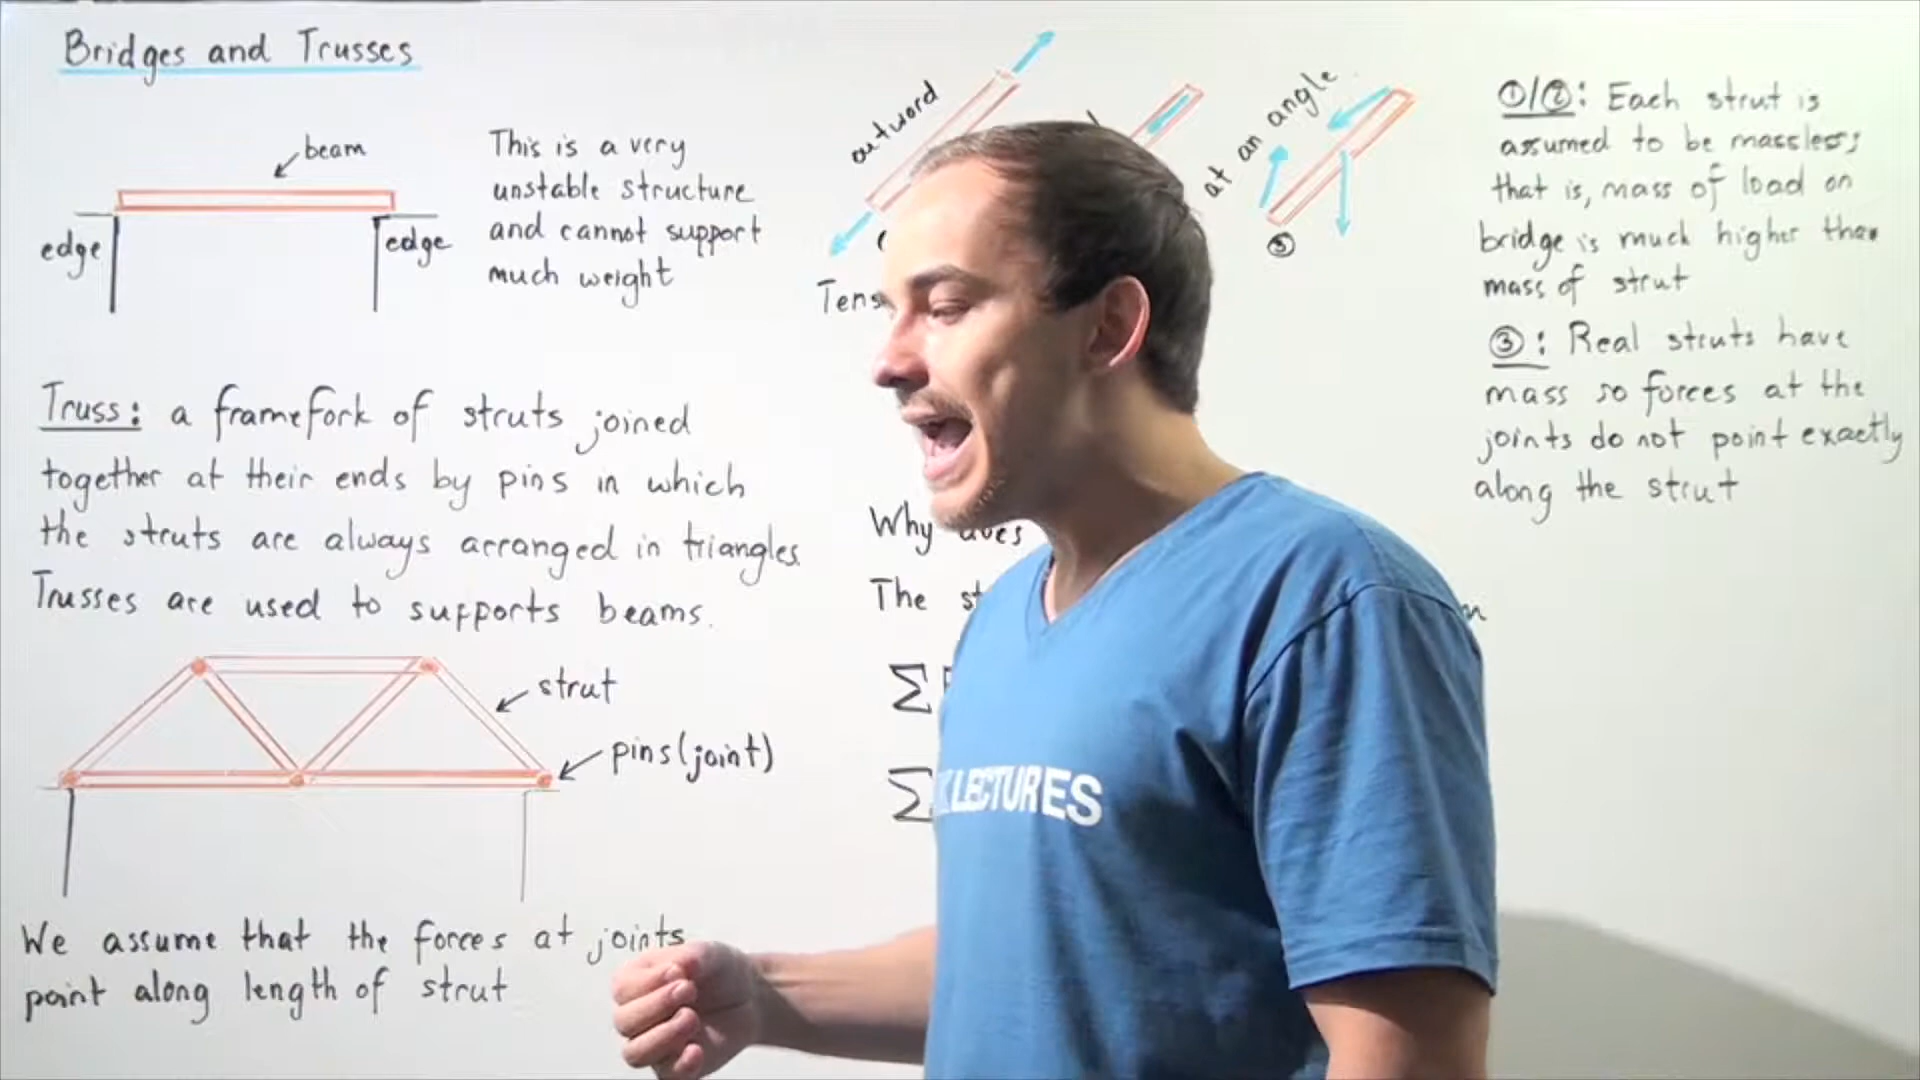 Bridges and Trusses
beam
edge
edge
This is a very
unstable structure
and cannot support
much weight
Truss: a framefork of struts joined
together at their ends by pins in which
the struts are always arranged in triangles.
Trusses are used to supports beams.
strut
pins (joint)
We assume that the forces at joints
point along length of strut
outword
at an angle
③
Why does
The
Σ
Σ
LECTURES
①/②: Each strut is
assumed to be massless;
that is, mass of load on
bridge is much higher than
mass of strut
③: Real struts have
mass so forces at the
joints do not point exactly
along the strut